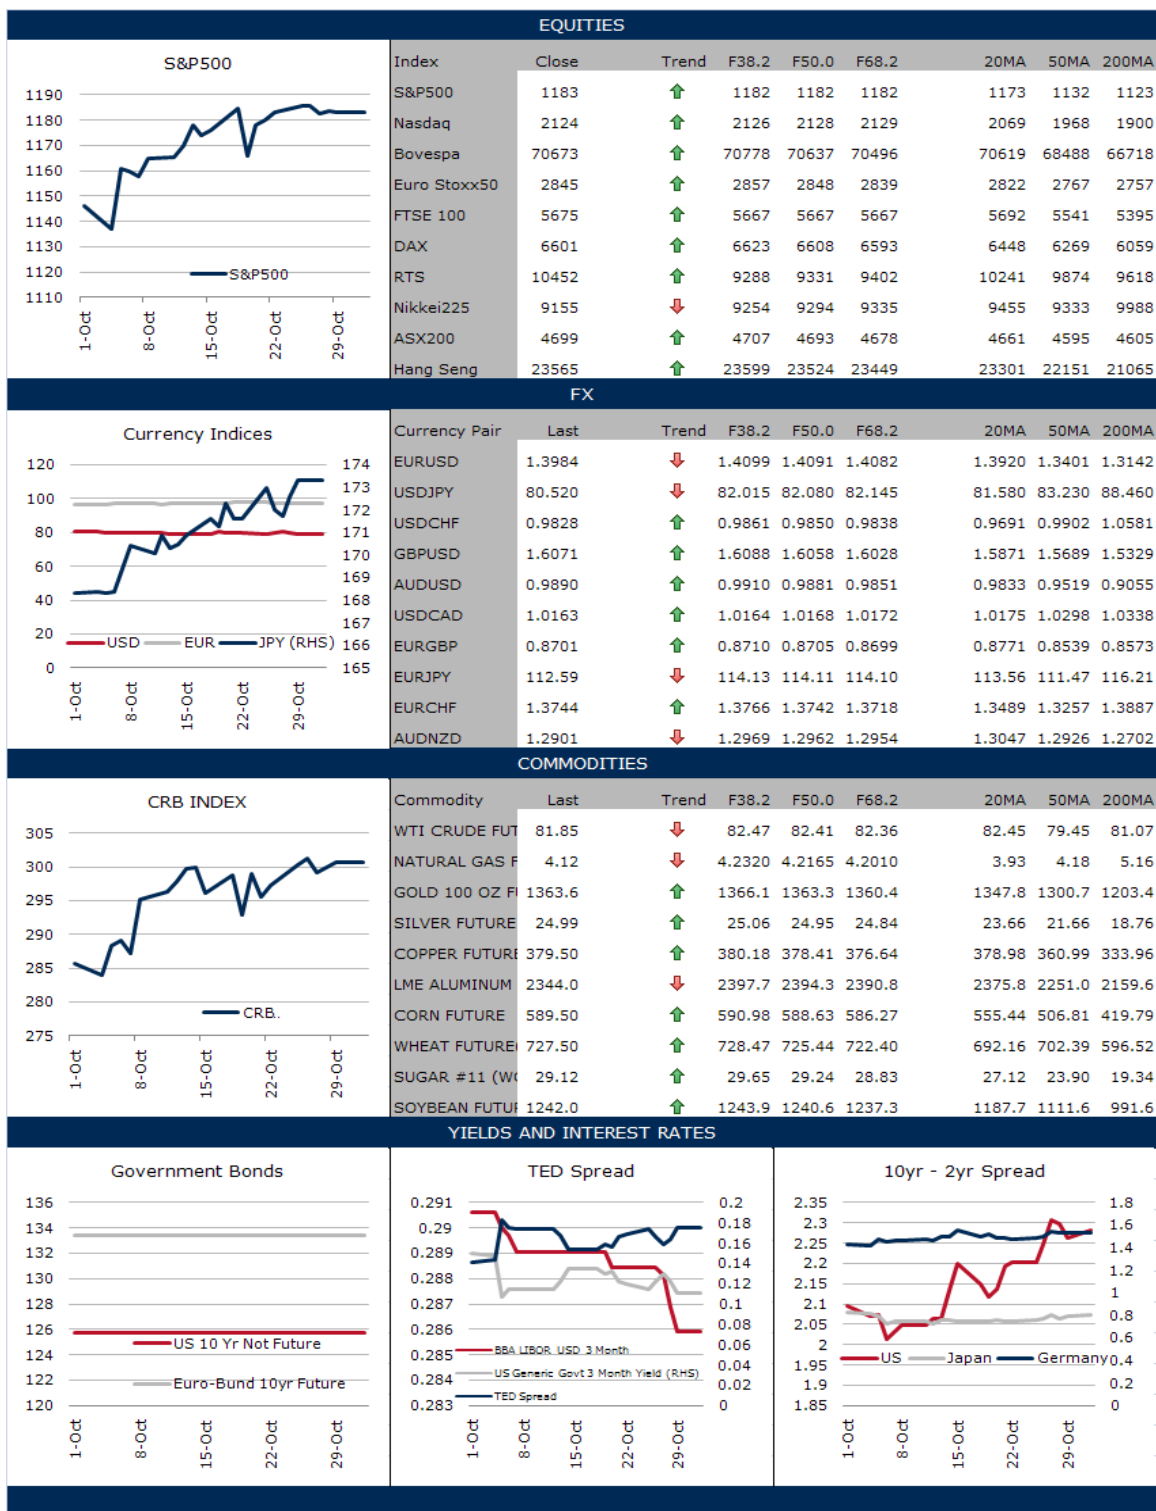 EQUITIES
S&P500
1190
1180
1170
1160
1150
1140
1130
1120
1110
S&P500
1-Oct
8-Oct
15-Oct
22-Oct
29-Oct
Index Close Trend F38.2 F50.0 F68.2 20MA 50MA 200MA
S&P500 1183 1182 1182 1182 1173 1132 1123
Nasdaq 2124 2126 2128 2129 2069 1968 1900
Bovespa 70673 70778 70637 70496 70619 68488 66718
Euro Stoxx50 2845 2857 2848 2839 2822 2767 2757
FTSE 100 5675 5667 5667 5667 5692 5541 5395
DAX 6601 6623 6608 6593 6448 6269 6059
RTS 10452 9288 9331 9402 10241 9874 9618
Nikkei225 9155 9254 9294 9335 9455 9333 9988
ASX200 4699 4707 4693 4678 4661 4595 4605
Hang Seng 23565 23599 23524 23449 23301 22151 21065
FX
Currency Indices
120
100
80
60
40
20
0
174
173
172
171
170
169
168
167
166
165
USD EUR JPY (RHS)
1-Oct
8-Oct
15-Oct
22-Oct
29-Oct
Currency Pair Last Trend F38.2 F50.0 F68.2 20MA 50MA 200MA
EURUSD 1.3984 1.4099 1.4091 1.4082 1.3920 1.3401 1.3142
USDJPY 80.520 82.015 82.080 82.145 81.580 83.230 88.460
USDCHF 0.9828 0.9861 0.9850 0.9838 0.9691 0.9902 1.0581
GBPUSD 1.6071 1.6088 1.6058 1.6028 1.5871 1.5689 1.5329
AUDUSD 0.9890 0.9910 0.9881 0.9851 0.9833 0.9519 0.9055
USDCAD 1.0163 1.0164 1.0168 1.0172 1.0175 1.0298 1.0338
EURGBP 0.8701 0.8710 0.8705 0.8699 0.8771 0.8539 0.8573
EURJPY 112.59 114.13 114.11 114.10 113.56 111.47 116.21
EURCHF 1.3744 1.3766 1.3742 1.3718 1.3489 1.3257 1.3887
AUDNZD 1.2901 1.2969 1.2962 1.2954 1.3047 1.2926 1.2702
COMMODITIES
CRB INDEX
305
300
295
290
285
280
275
CRB..
1-Oct
8-Oct
15-Oct
22-Oct
29-Oct
Commodity Last Trend F38.2 F50.0 F68.2 20MA 50MA 200MA
WTI CRUDE FUT 81.85 82.47 82.41 82.36 82.45 79.45 81.07
NATURAL GAS F 4.12 4.2320 4.2165 4.2010 3.93 4.18 5.16
GOLD 100 OZ FU 1363.6 1366.1 1363.3 1360.4 1347.8 1300.7 1203.4
SILVER FUTURE 24.99 25.06 24.95 24.84 23.66 21.66 18.76
COPPER FUTURE 379.50 380.18 378.41 376.64 378.98 360.99 333.96
LME ALUMINUM 2344.0 2397.7 2394.3 2390.8 2375.8 2251.0 2159.6
CORN FUTURE 589.50 590.98 588.63 586.27 555.44 506.81 419.79
WHEAT FUTURE( 727.50 728.47 725.44 722.40 692.16 702.39 596.52
SUGAR #11 (WO 29.12 29.65 29.24 28.83 27.12 23.90 19.34
SOYBEAN FUTU 1242.0 1243.9 1240.6 1237.3 1187.7 1111.6 991.6
YIELDS AND INTEREST RATES
Government Bonds
136
134
132
130
128
126
124
122
120
US 10 Yr Not Future
Euro-Bund 10yr Future
1-Oct
8-Oct
15-Oct
22-Oct
29-Oct
TED Spread
0.291
0.29
0.289
0.288
0.287
0.286
0.285
0.284
0.283
0.2
0.18
0.16
0.14
0.12
0.1
0.08
0.06
0.04
0.02
0
BBA LIBOR USD 3 Month
US Generic Govt 3 Month Yield (RHS)
TED Spread
1-Oct
8-Oct
15-Oct
22-Oct
29-Oct
10yr - 2yr Spread
2.35
2.3
2.25
2.2
2.15
2.1
2.05
2
1.95
1.9
1.85
1.8
1.6
1.4
1.2
1
0.8
0.6
0.4
0.2
0
US Japan Germany
1-Oct
8-Oct
15-Oct
22-Oct
29-Oct